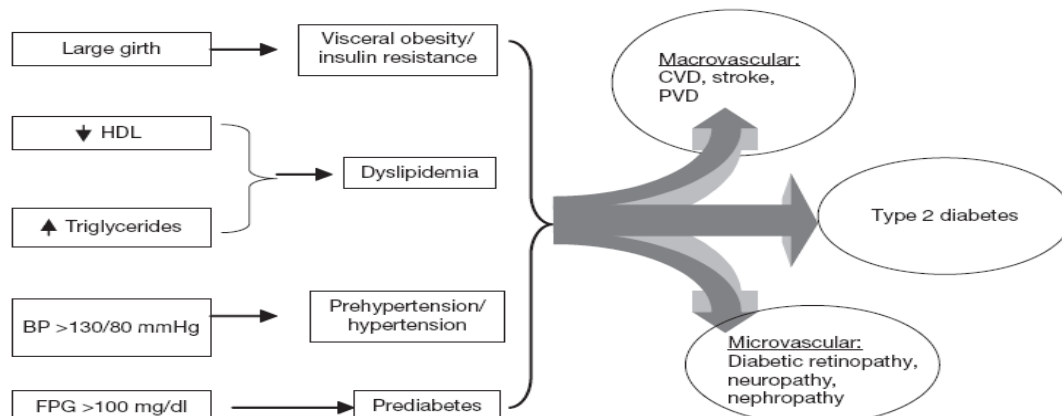 Large girth
Visceral obesity/
insulin resistance
HDL
Triglycerides
Dyslipidemia
BP >130/80 mmHg
Prehypertension/
hypertension
FPG >100 mg/dl
Prediabetes
Macrovascular:
CVD, stroke,
PVD
Type 2 diabetes
Microvascular:
Diabetic retinopathy,
neuropathy,
nephropathy